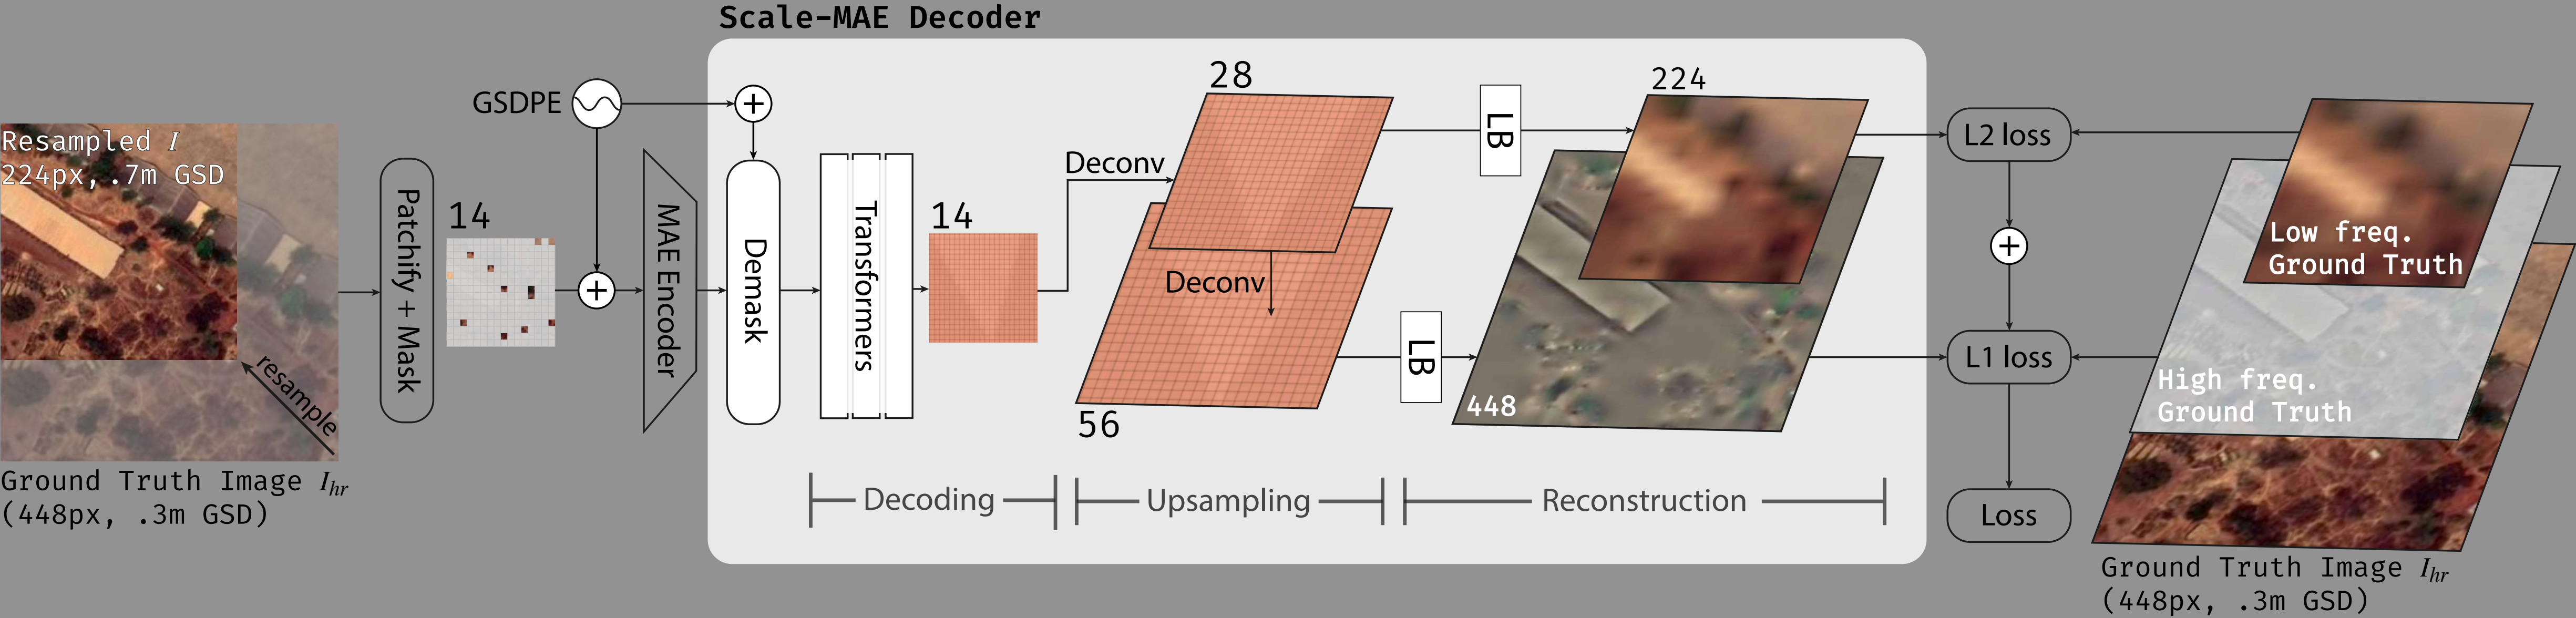 Scale-MAE Decoder
Resampled I
224px, .7m GSD
resample
Ground Truth Image Ihr
(448px, .3m GSD)
Patchify + Mask
14
GSDPE
MAE Encoder
Demask
Transformers
14
Deconv
28
Deconv
56
LB
LB
224
448
Decoding
Upsampling
Reconstruction
L2 loss
L1 loss
Loss
Low freq.
Ground Truth
High freq.
Ground Truth
Ground Truth Image Ihr
(448px, .3m GSD)